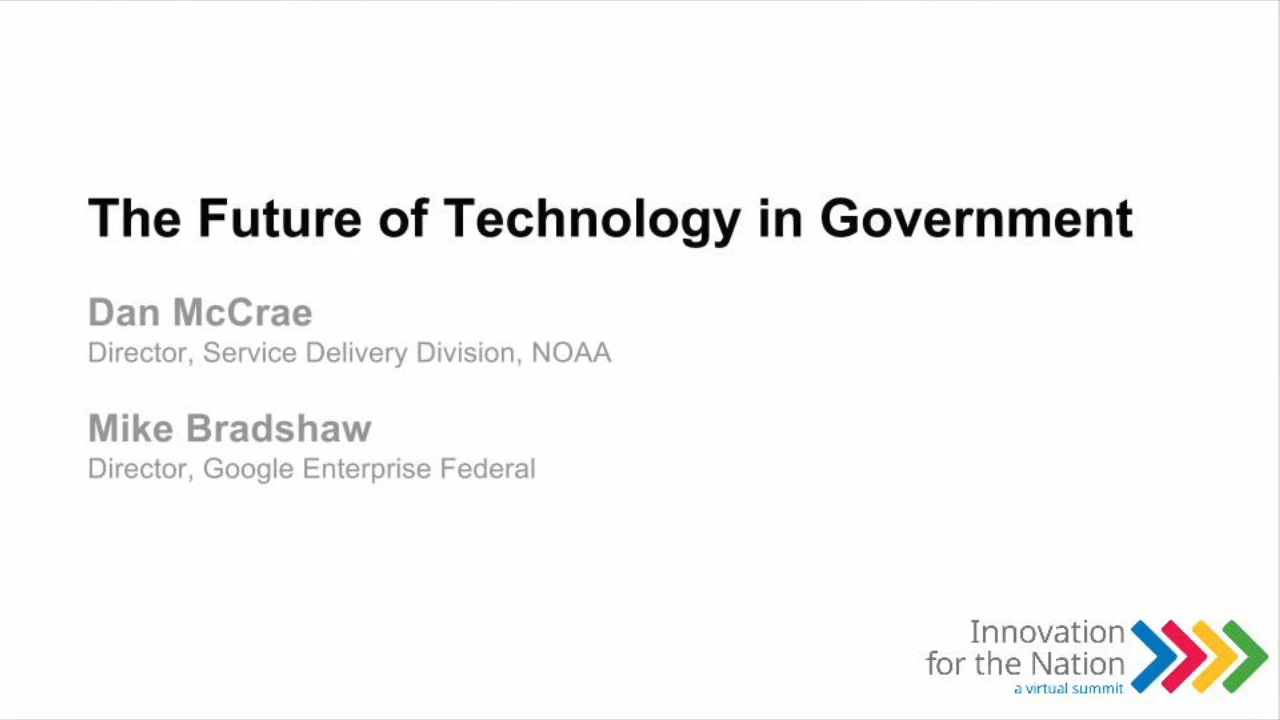 The Future of Technology in Government
Dan McCrae
Director, Service Delivery Division, NOAA
Mike Bradshaw
Director, Google Enterprise Federal
Innovation
for the Nation
a virtual summit